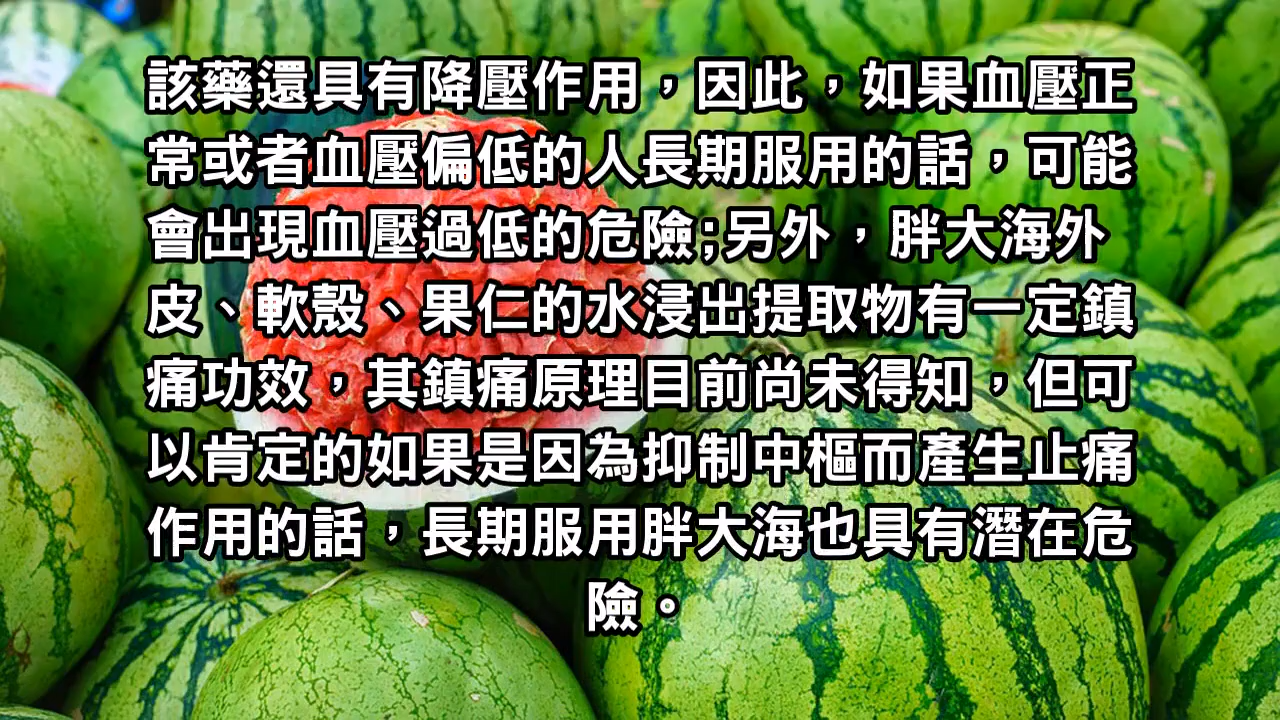 該藥還具有降壓作用，因此，如果血壓正
常或者血壓偏低的人長期服用的話，可能
會出現血壓過低的危險;另外，胖大海外
皮、軟殼、果仁的水浸出提取物有一定鎮
痛功效，其鎮痛原理目前尚未得知，但可
以肯定的如果是因為抑制中樞而產生止痛
作用的話，長期服用胖大海也具有潛在危
險。